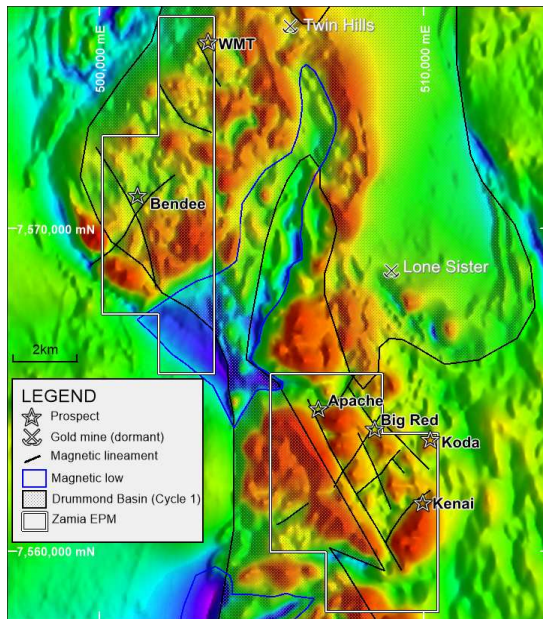 500,000 mE
510,000 mE
Twin Hills
WMT
Bendee
7,570,000 mN
Lone Sister
2km
LEGEND
Prospect
Gold mine (dormant)
Magnetic lineament
Magnetic low
Drummond Basin (Cycle 1)
Zamia EPM
Apache
Big Red
Koda
Kenai
7,560,000 mN